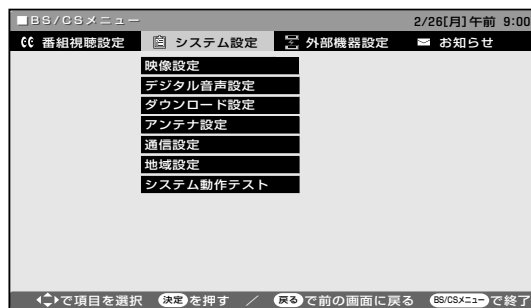 ■BS/CSメニュー 2/26[月]午前 9:00
番組視聴設定 システム設定 外部機器設定 お知らせ
映像設定
デジタル音声設定
ダウンロード設定
アンテナ設定
通信設定
地域設定
システム動作テスト
で項目を選択 決定を押す / 戻るで前の画面に戻る BS/CSメニューで終了